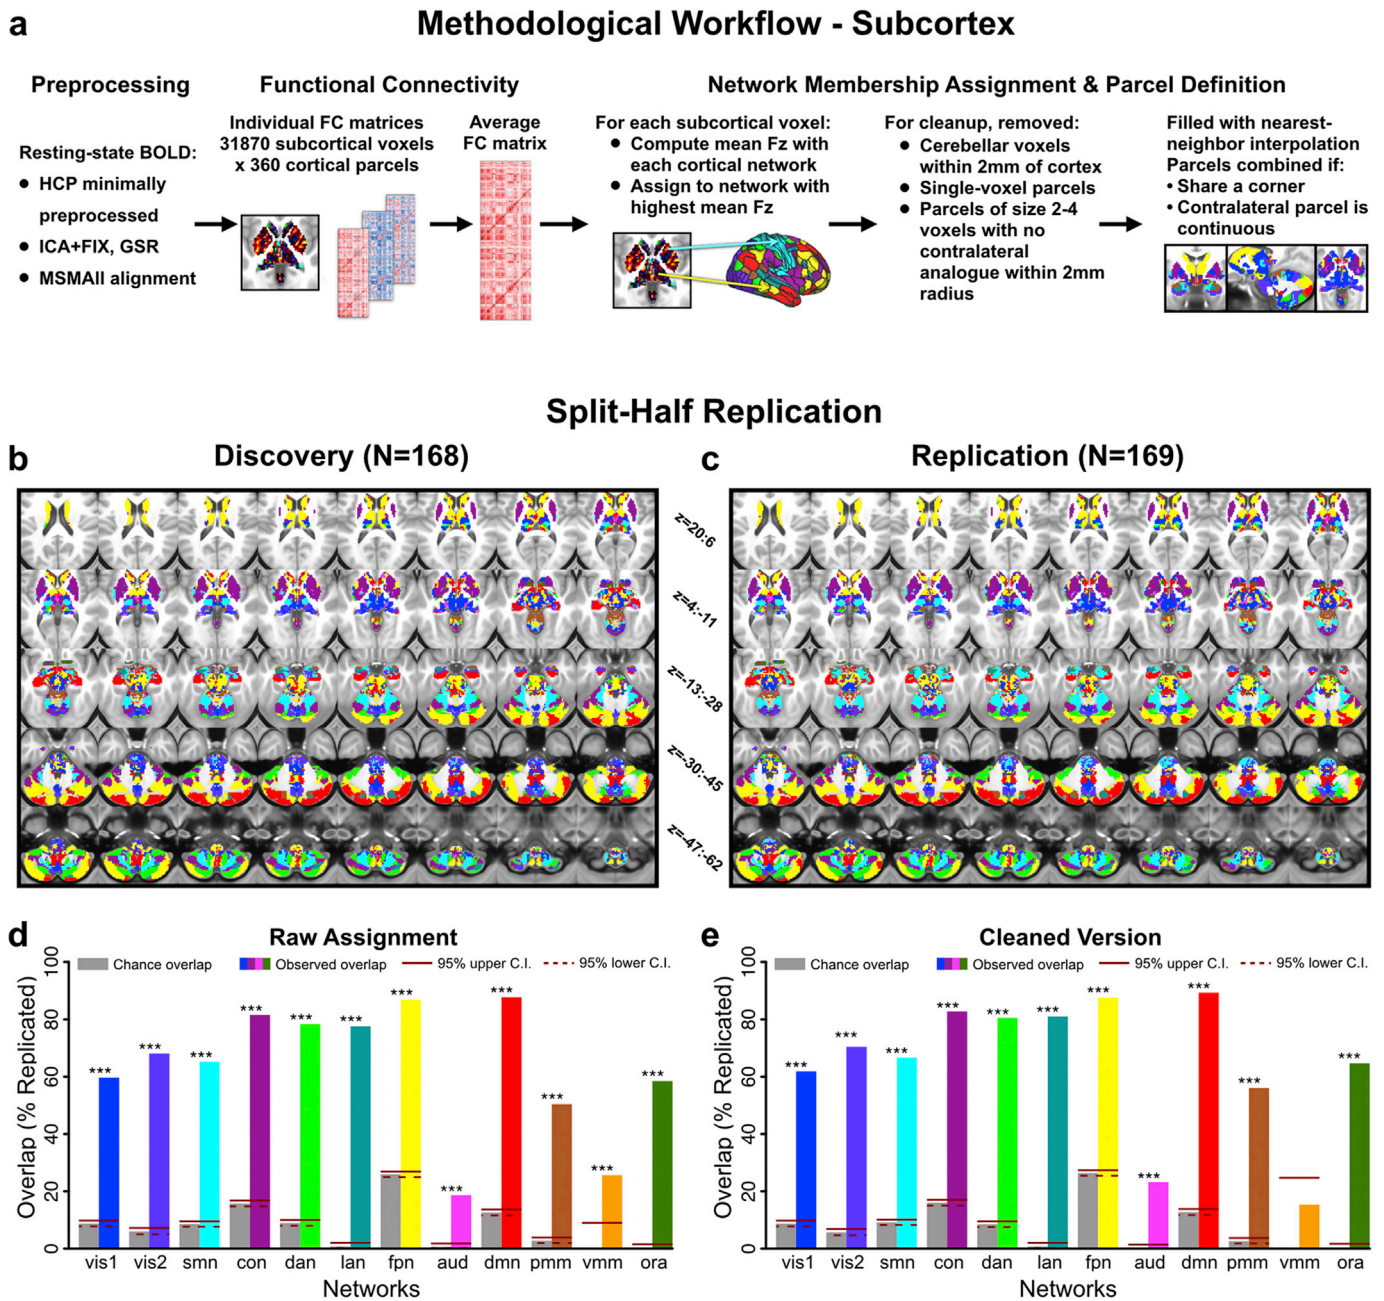 a
Methodological Workflow - Subcortex
Preprocessing
Functional Connectivity
Network Membership Assignment & Parcel Definition
Resting-state BOLD:
● HCP minimally
preprocessed
● ICA+FIX, GSR
● MSMAll alignment
Individual FC matrices
31870 subcortical voxels
x 360 cortical parcels
Average
FC matrix
For each subcortical voxel:
● Compute mean Fz with
each cortical network
● Assign to network with
highest mean Fz
For cleanup, removed:
● Cerebellar voxels
within 2mm of cortex
● Single-voxel parcels
● Parcels of size 2-4
voxels with no
contralateral
analogue within 2mm
radius
Filled with nearest-
neighbor interpolation
Parcels combined if:
• Share a corner
• Contralateral parcel is
continuous
Split-Half Replication
b
Discovery (N=168)
c
Replication (N=169)
z=20:6
z=4:-11
z=-13:-28
z=-30:-45
z=-47:-62
d
Raw Assignment
Chance overlap
Observed overlap
95% upper C.I.
95% lower C.I.
Overlap (% Replicated)
100
80
60
40
20
0
***
***
***
***
***
***
***
***
***
***
***
***
vis1 vis2 smn con dan lan fpn aud dmn pmm vmm ora
Networks
e
Cleaned Version
Chance overlap
Observed overlap
95% upper C.I.
95% lower C.I.
Overlap (% Replicated)
100
80
60
40
20
0
***
***
***
***
***
***
***
***
***
***
***
vis1 vis2 smn con dan lan fpn aud dmn pmm vmm ora
Networks